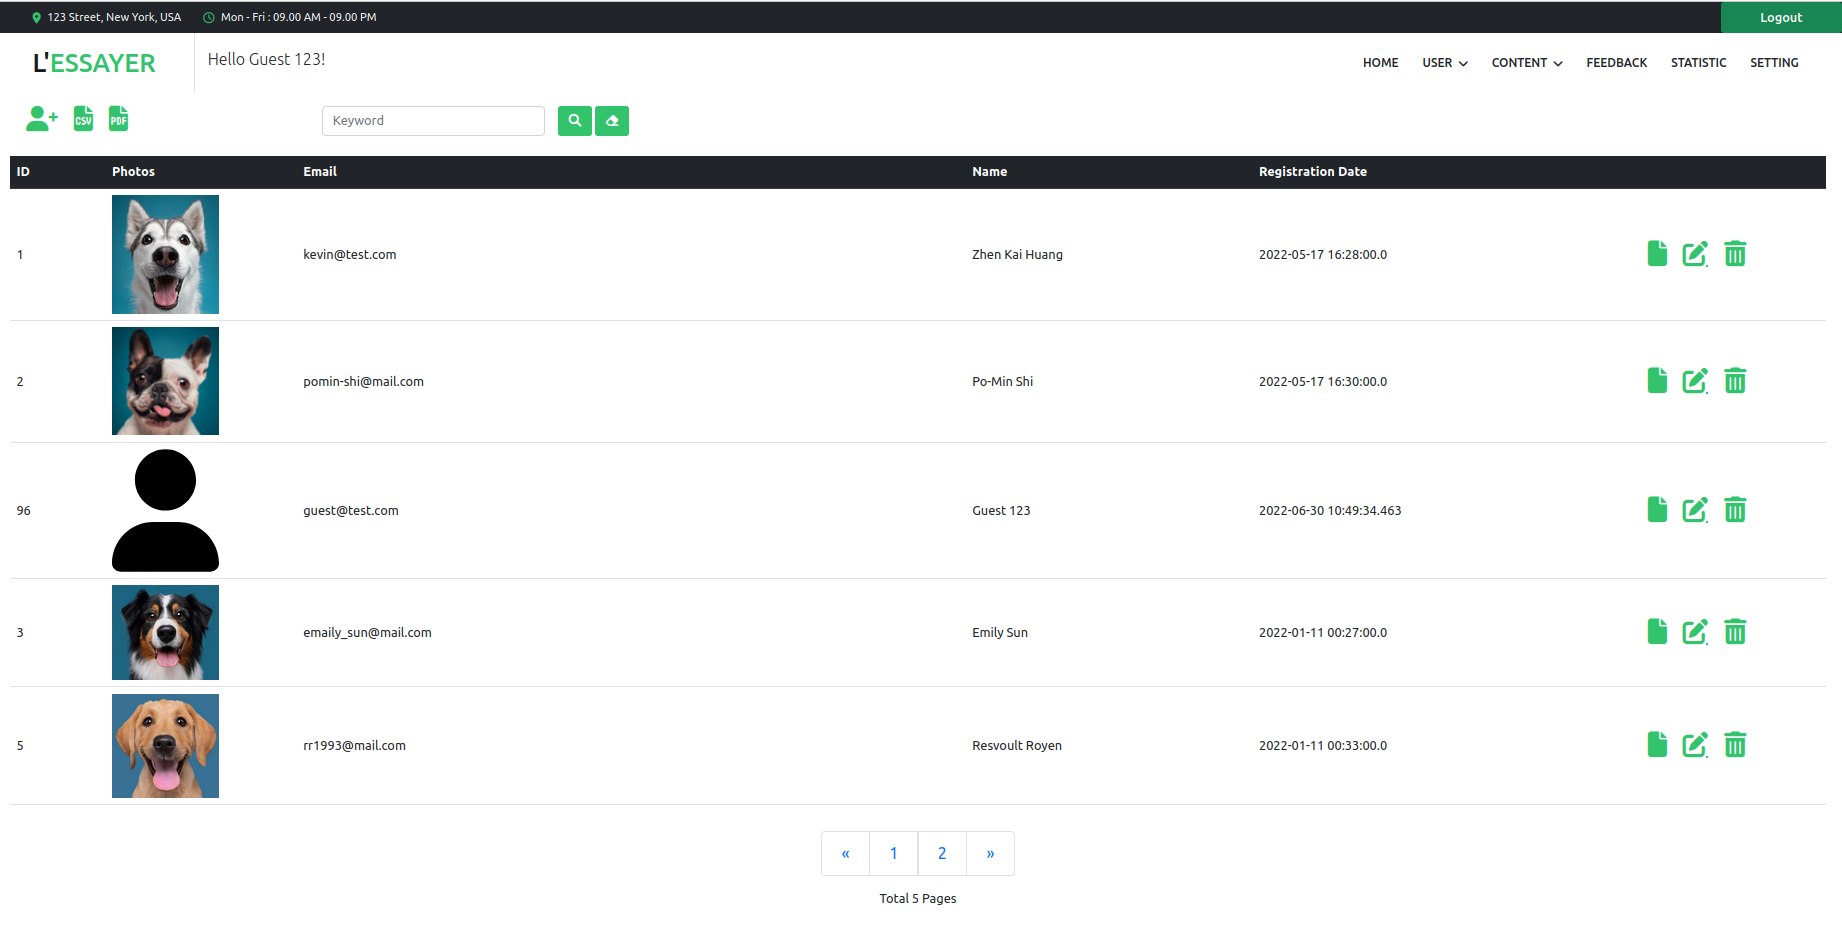 123 Street, New York, USA Mon - Fri : 09.00 AM - 09.00 PM Logout
L'ESSAYER Hello Guest 123! HOME USER CONTENT FEEDBACK STATISTIC SETTING
CSV PDF Keyword
ID Photos Email Name Registration Date
1 kevin@test.com Zhen Kai Huang 2022-05-17 16:28:00.0
2 pomin-shi@mail.com Po-Min Shi 2022-05-17 16:30:00.0
96 guest@test.com Guest 123 2022-06-30 10:49:34.463
3 emaily_sun@mail.com Emily Sun 2022-01-11 00:27:00.0
5 rr1993@mail.com Resvoult Royen 2022-01-11 00:33:00.0
« 1 2 »
Total 5 Pages